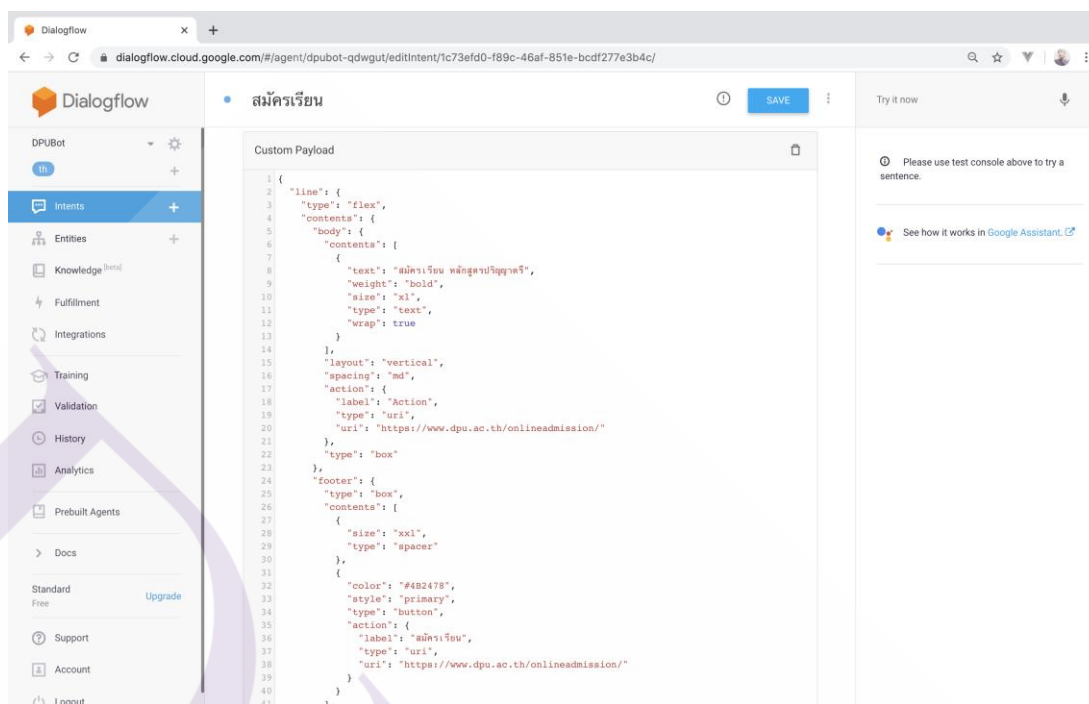 Dialogflow
dialogflow.cloud.google.com/#/agent/dpubot-qdwgut/editIntent/1c73efd0-f89c-46af-851e-bcdf277e3b4c/
Dialogflow
DPUBot
th
Intents
Entities
Knowledge [beta]
Fulfillment
Integrations
Training
Validation
History
Analytics
Prebuilt Agents
Docs
Standard
Free
Upgrade
Support
Account
Logout
สมัครเรียน
SAVE
Custom Payload
1 {
2 "line": {
3 "type": "flex",
4 "contents": {
5 "body": {
6 "contents": [
7 {
8 "text": "สมัครเรียน หลักสูตรปริญญาตรี",
9 "weight": "bold",
10 "size": "xl",
11 "type": "text",
12 "wrap": true
13 }
14 ],
15 "layout": "vertical",
16 "spacing": "md",
17 "action": {
18 "label": "Action",
19 "type": "uri",
20 "uri": "https://www.dpu.ac.th/onlineadmission/"
21 },
22 "type": "box"
23 },
24 "footer": {
25 "type": "box",
26 "contents": [
27 {
28 "size": "xxl",
29 "type": "spacer"
30 },
31 {
32 "color": "#4B2478",
33 "style": "primary",
34 "type": "button",
35 "action": {
36 "label": "สมัครเรียน",
37 "type": "uri",
38 "uri": "https://www.dpu.ac.th/onlineadmission/"
39 }
40 }
Try it now
Please use test console above to try a
sentence.
See how it works in Google Assistant.